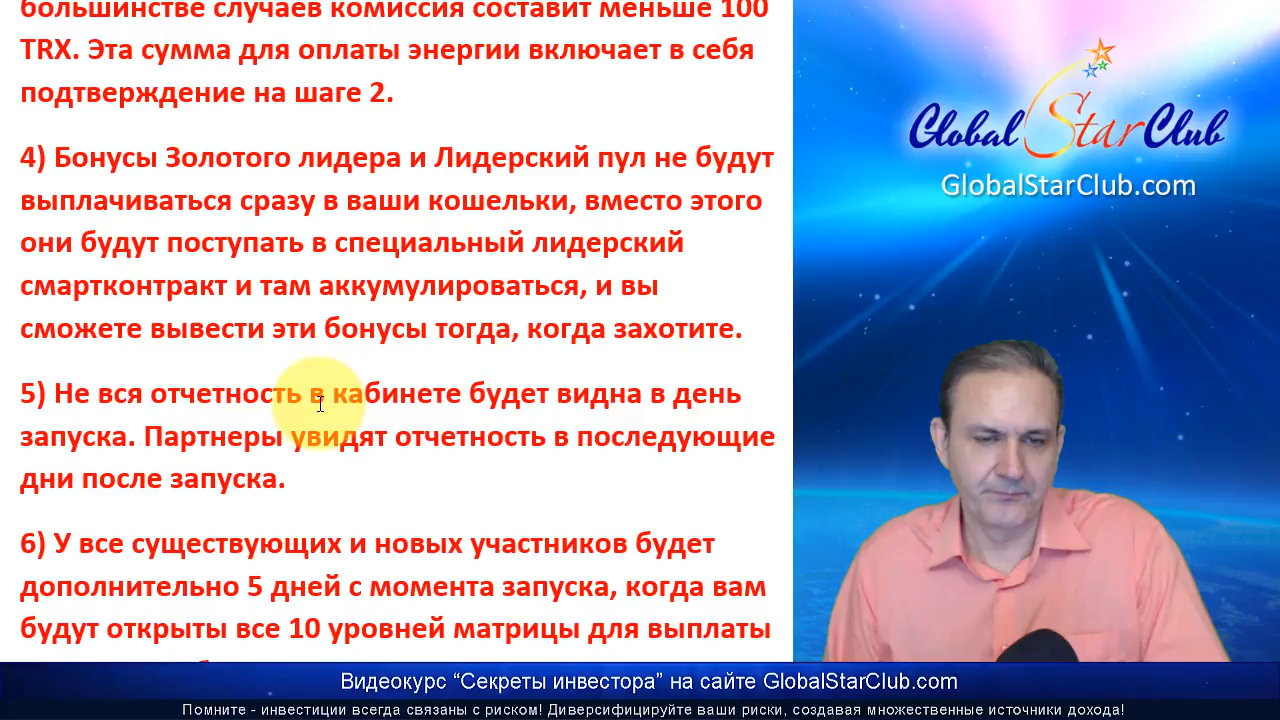 большинстве случаев комиссия составит меньше 100
TRX. Эта сумма для оплаты энергии включает в себя
подтверждение на шаге 2.
4) Бонусы Золотого лидера и Лидерский пул не будут
выплачиваться сразу в ваши кошельки, вместо этого
они будут поступать в специальный лидерский
смартконтракт и там аккумулироваться, и вы
сможете вывести эти бонусы тогда, когда захотите.
5) Не вся отчетность в кабинете будет видна в день
запуска. Партнеры увидят отчетность в последующие
дни после запуска.
6) У все существующих и новых участников будет
дополнительно 5 дней с момента запуска, когда вам
будут открыты все 10 уровней матрицы для выплаты
Global Star Club
GlobalStarClub.com
Видеокурс “Секреты инвестора” на сайте GlobalStarClub.com
Помните - инвестиции всегда связаны с риском! Диверсифицируйте ваши риски, создавая множественные источники дохода!